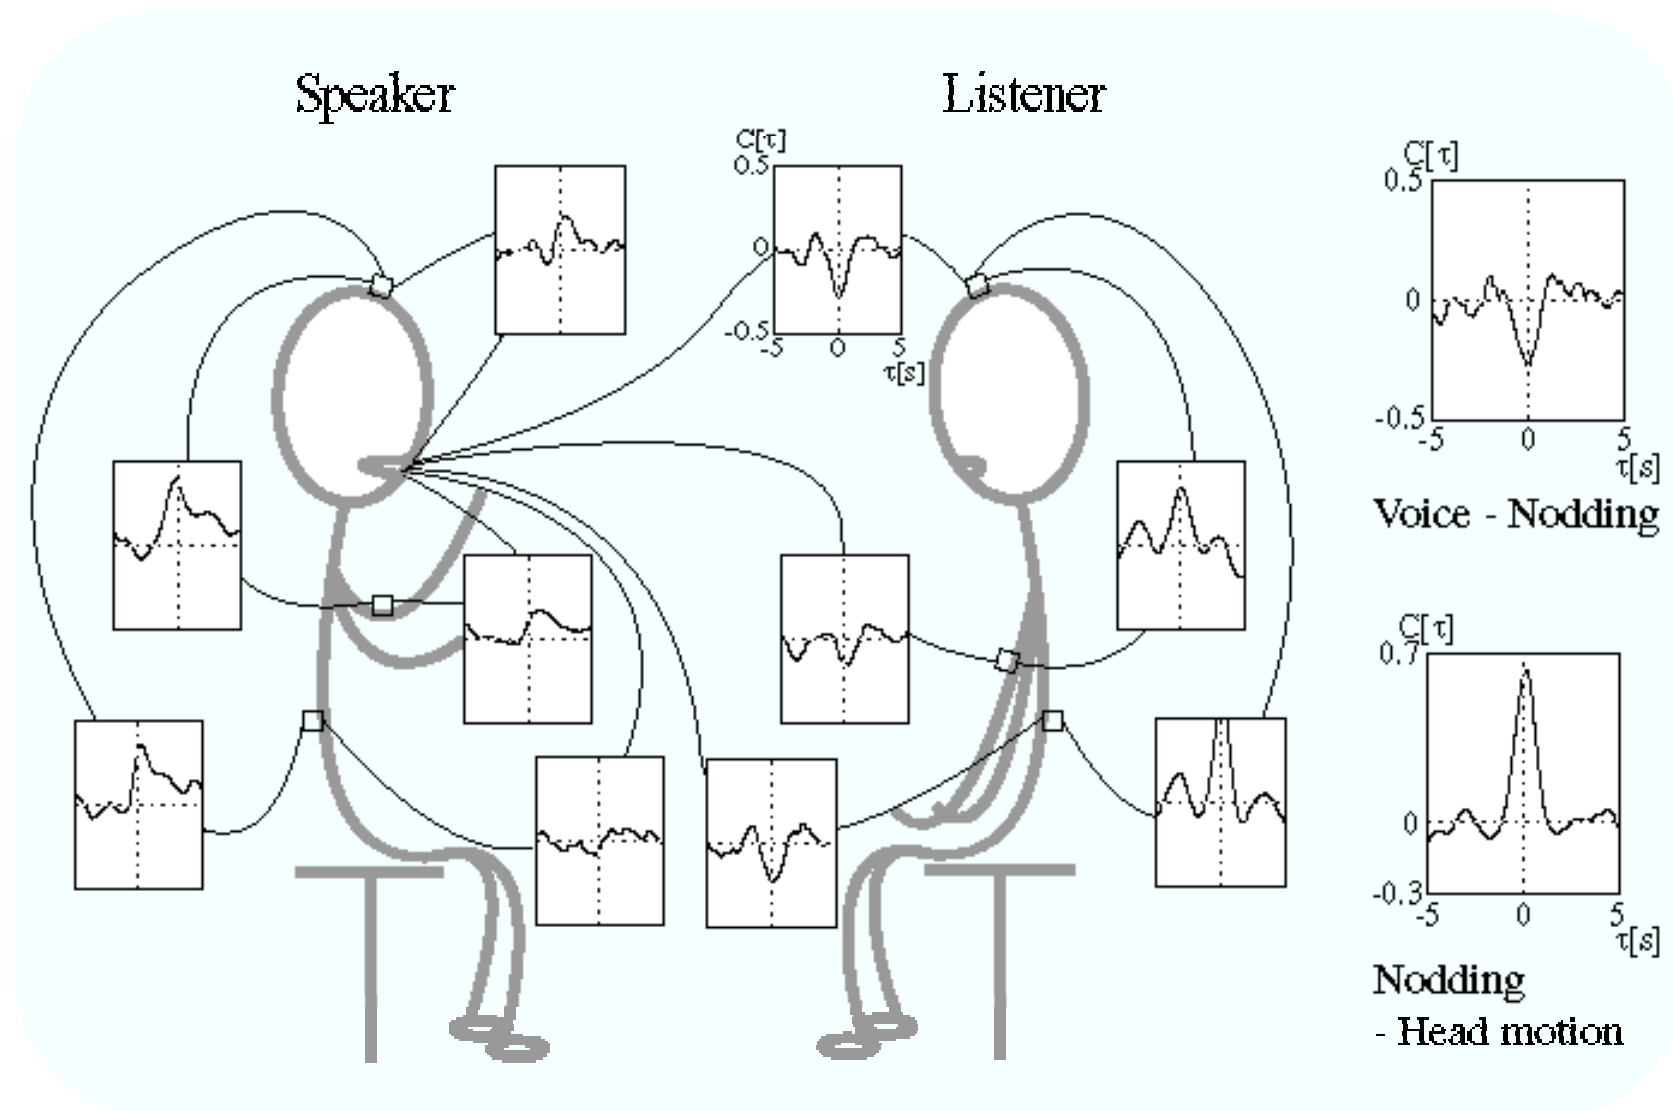 Speaker
Listener
C[τ]
0.5
0
-0.5
-5 0 5
τ[s]
C[τ]
0.5
0
-0.5
-5 0 5
τ[s]
Voice - Nodding
C[τ]
0.7
0
-0.3
-5 0 5
τ[s]
Nodding
- Head motion